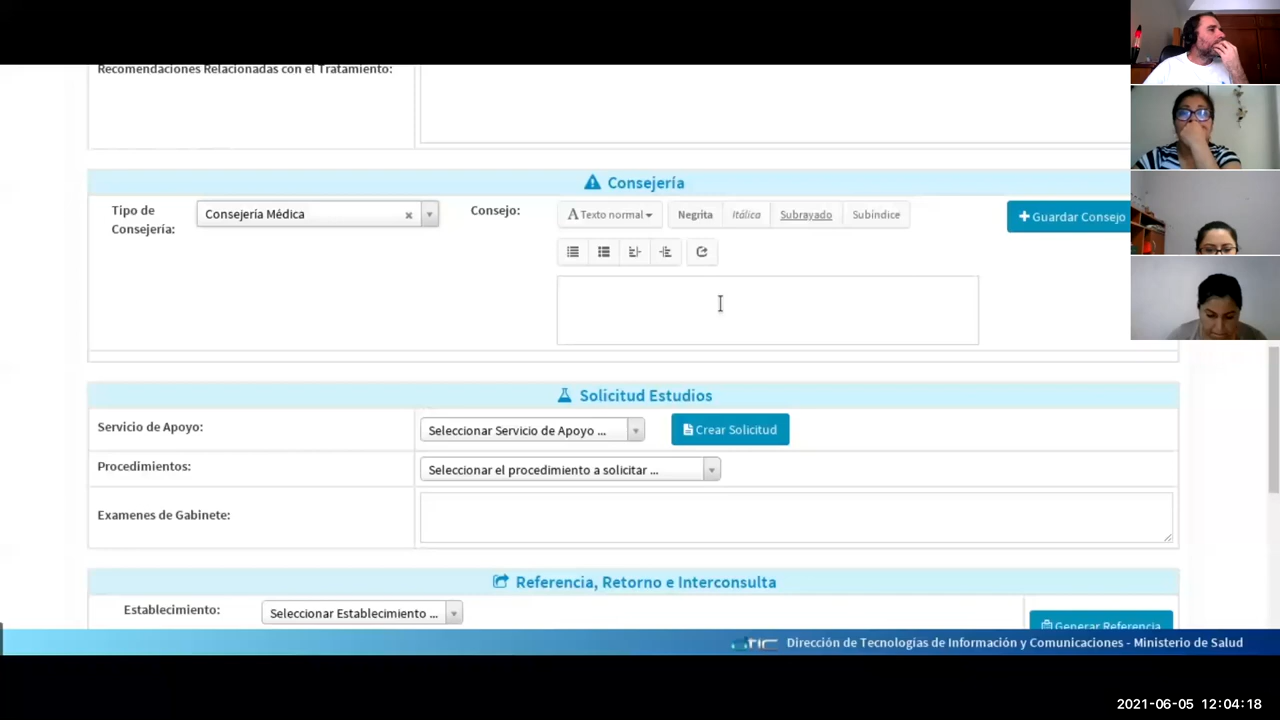 Recomendaciones Relacionadas con el Tratamiento:
Consejería
Tipo de Consejería:
Consejería Médica
Consejo:
Texto normal
Negrita
Itálica
Subrayado
Subíndice
Guardar Consejo
Solicitud Estudios
Servicio de Apoyo:
Seleccionar Servicio de Apoyo ...
Crear Solicitud
Procedimientos:
Seleccionar el procedimiento a solicitar ...
Examenes de Gabinete:
Referencia, Retorno e Interconsulta
Establecimiento:
Seleccionar Establecimiento ...
Generar Referencia
Dirección de Tecnologías de Información y Comunicaciones - Ministerio de Salud
2021-06-05 12:04:18